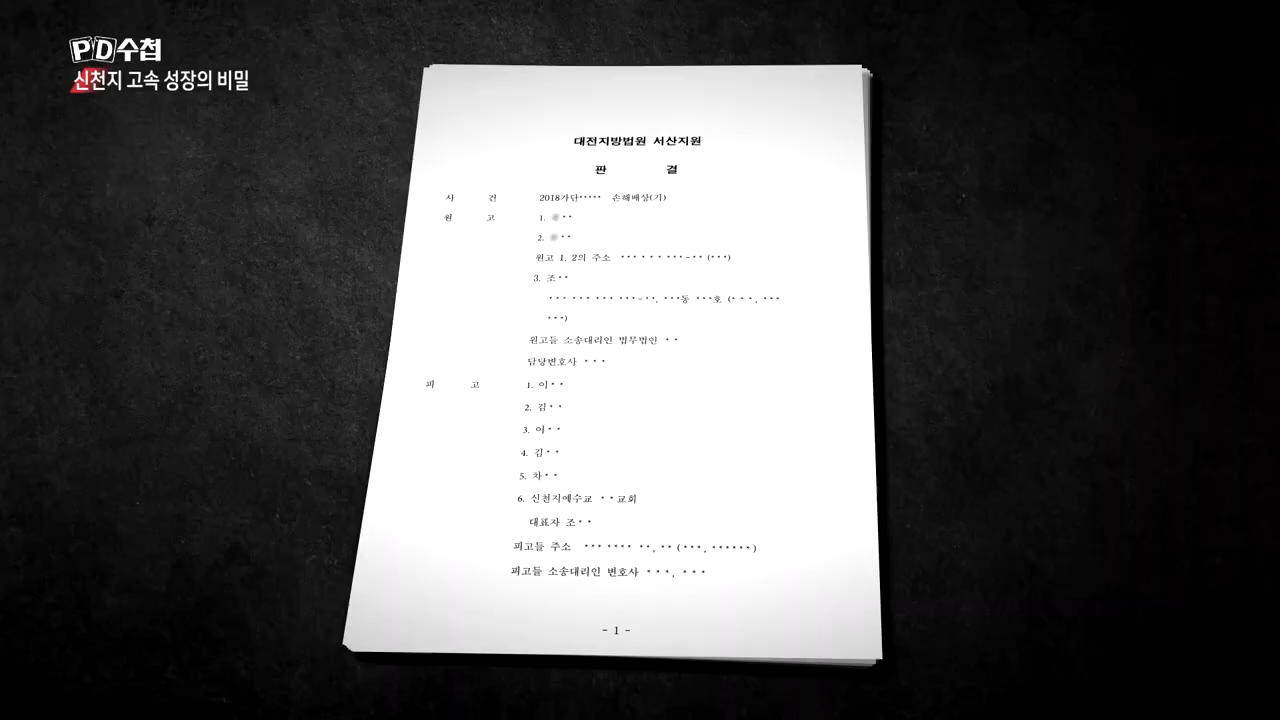 PD수첩
신천지 고속 성장의 비밀
대전지방법원 서산지원
판 결
사 건 2018가단***** 손해배상(기)
원 고 1. **
2. **
원고 1, 2의 주소 *** * * * ***-** (***)
3. 조**
*** *** *** ***-**, ***동 ***호 (* * *, ***
***)
원고들 소송대리인 법무법인 * *
담당변호사 * * *
피 고 1. 이**
2. 김**
3. 이**
4. 김**
5. 차**
6. 신천지예수교 **교회
대표자 조**
피고들 주소 *** **** **, ** (***, ******)
피고들 소송대리인 변호사 * * *, * * *
- 1 -